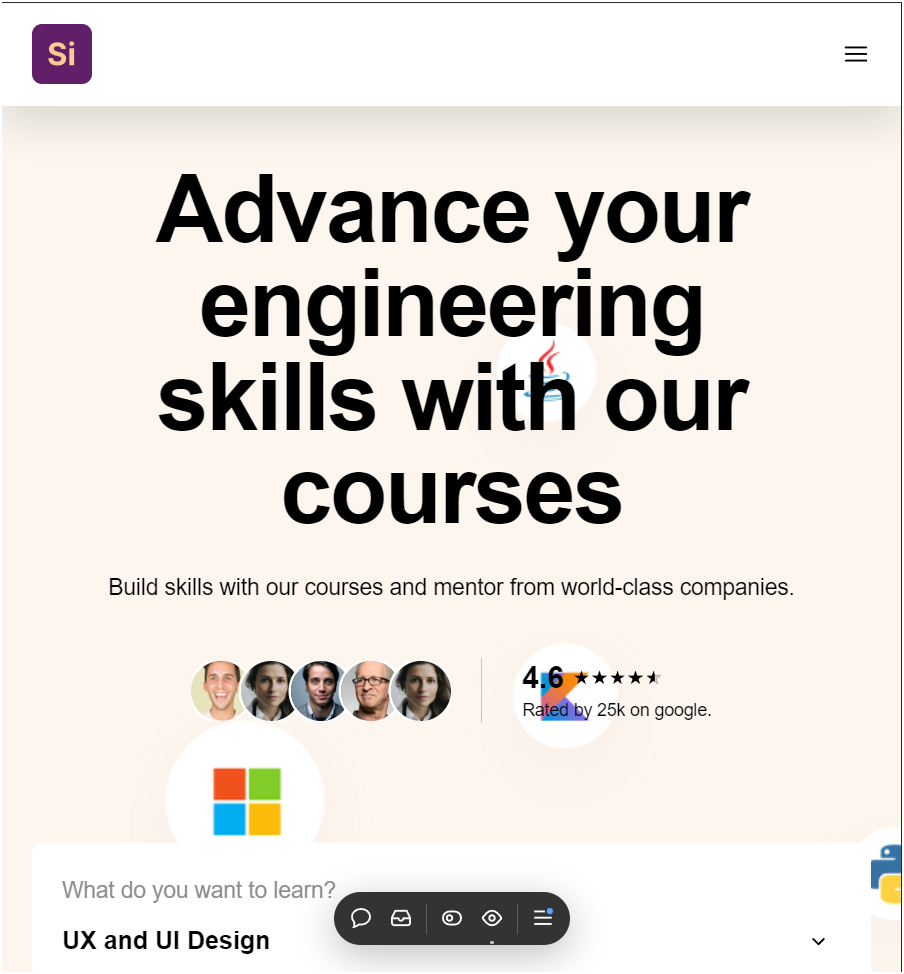 Si
Advance your
engineering
skills with our
courses
Build skills with our courses and mentor from world-class companies.
4.6 ★★★★⯨
Rated by 25k on google.
What do you want to learn?
UX and UI Design